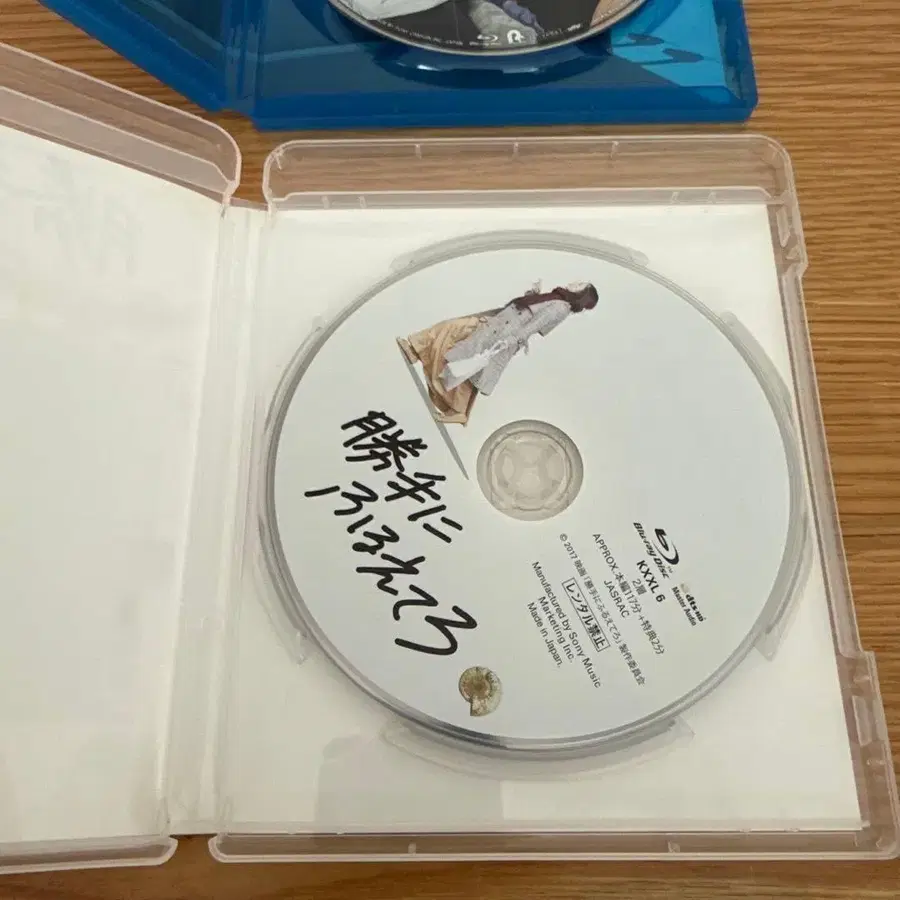 勝手に
ふるえてろ
Blu-ray Disc
dts-HD
Master Audio
KXXL 6
2層
APPROX. 本編117分+特典2分
JASRAC
© 2017 映画「勝手にふるえてろ」製作委員会
レンタル禁止
Manufactured by Sony Music
Marketing Inc.
Made in Japan.